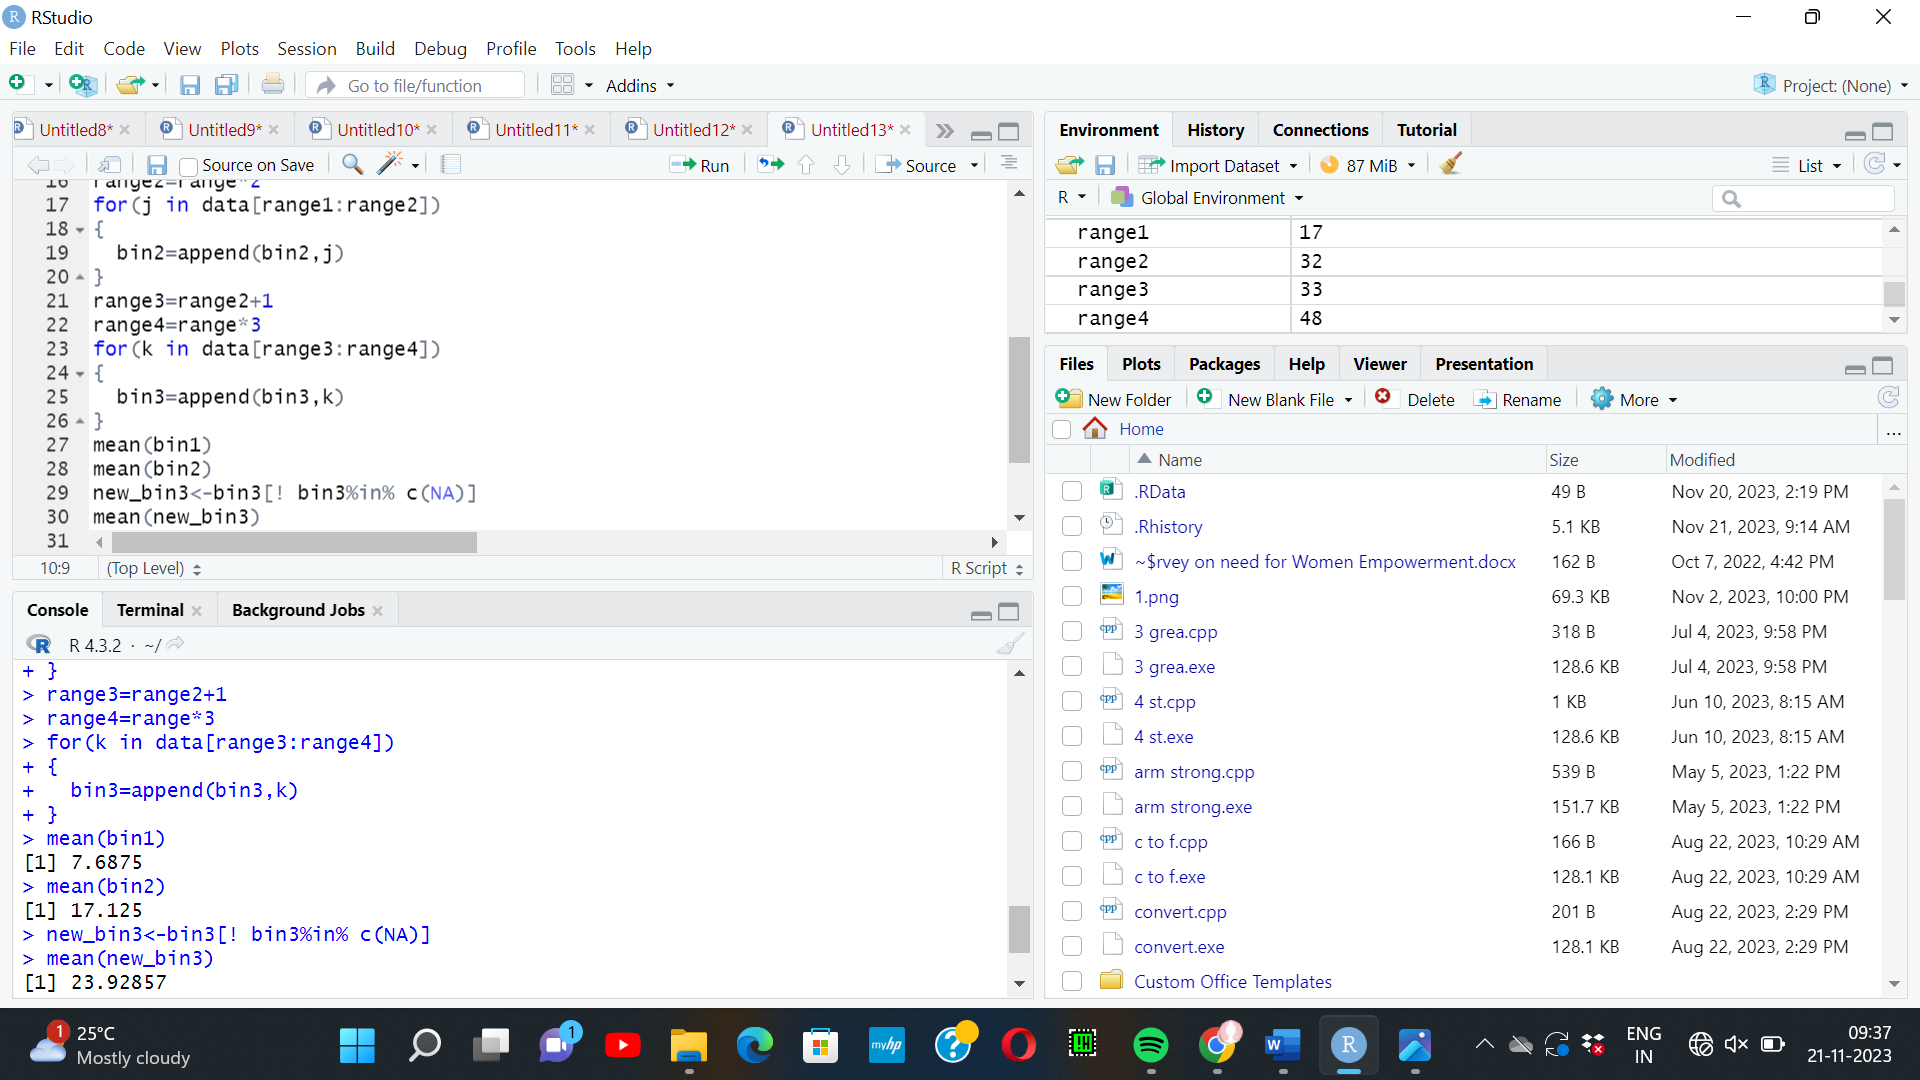 RStudio
File Edit Code View Plots Session Build Debug Profile Tools Help
Go to file/function Addins Project: (None)
Untitled8* Untitled9* Untitled10* Untitled11* Untitled12* Untitled13*
Source on Save Run Source
16 range2=range*2
17 for(j in data[range1:range2])
18 {
19 bin2=append(bin2,j)
20 }
21 range3=range2+1
22 range4=range*3
23 for(k in data[range3:range4])
24 {
25 bin3=append(bin3,k)
26 }
27 mean(bin1)
28 mean(bin2)
29 new_bin3<-bin3[! bin3%in% c(NA)]
30 mean(new_bin3)
31
10:9 (Top Level) R Script
Console Terminal Background Jobs
R 4.3.2 · ~/
+ }
> range3=range2+1
> range4=range*3
> for(k in data[range3:range4])
+ {
+ bin3=append(bin3,k)
+ }
> mean(bin1)
[1] 7.6875
> mean(bin2)
[1] 17.125
> new_bin3<-bin3[! bin3%in% c(NA)]
> mean(new_bin3)
[1] 23.92857
Environment History Connections Tutorial
Import Dataset 87 MiB List
R Global Environment
range1 17
range2 32
range3 33
range4 48
Files Plots Packages Help Viewer Presentation
New Folder New Blank File Delete Rename More
Home ...
Name Size Modified
.RData 49 B Nov 20, 2023, 2:19 PM
.Rhistory 5.1 KB Nov 21, 2023, 9:14 AM
~$rvey on need for Women Empowerment.docx 162 B Oct 7, 2022, 4:42 PM
1.png 69.3 KB Nov 2, 2023, 10:00 PM
3 grea.cpp 318 B Jul 4, 2023, 9:58 PM
3 grea.exe 128.6 KB Jul 4, 2023, 9:58 PM
4 st.cpp 1 KB Jun 10, 2023, 8:15 AM
4 st.exe 128.6 KB Jun 10, 2023, 8:15 AM
arm strong.cpp 539 B May 5, 2023, 1:22 PM
arm strong.exe 151.7 KB May 5, 2023, 1:22 PM
c to f.cpp 166 B Aug 22, 2023, 10:29 AM
c to f.exe 128.1 KB Aug 22, 2023, 10:29 AM
convert.cpp 201 B Aug 22, 2023, 2:29 PM
convert.exe 128.1 KB Aug 22, 2023, 2:29 PM
Custom Office Templates
1 25°C
Mostly cloudy
1
myhp
ENG
IN
09:37
21-11-2023